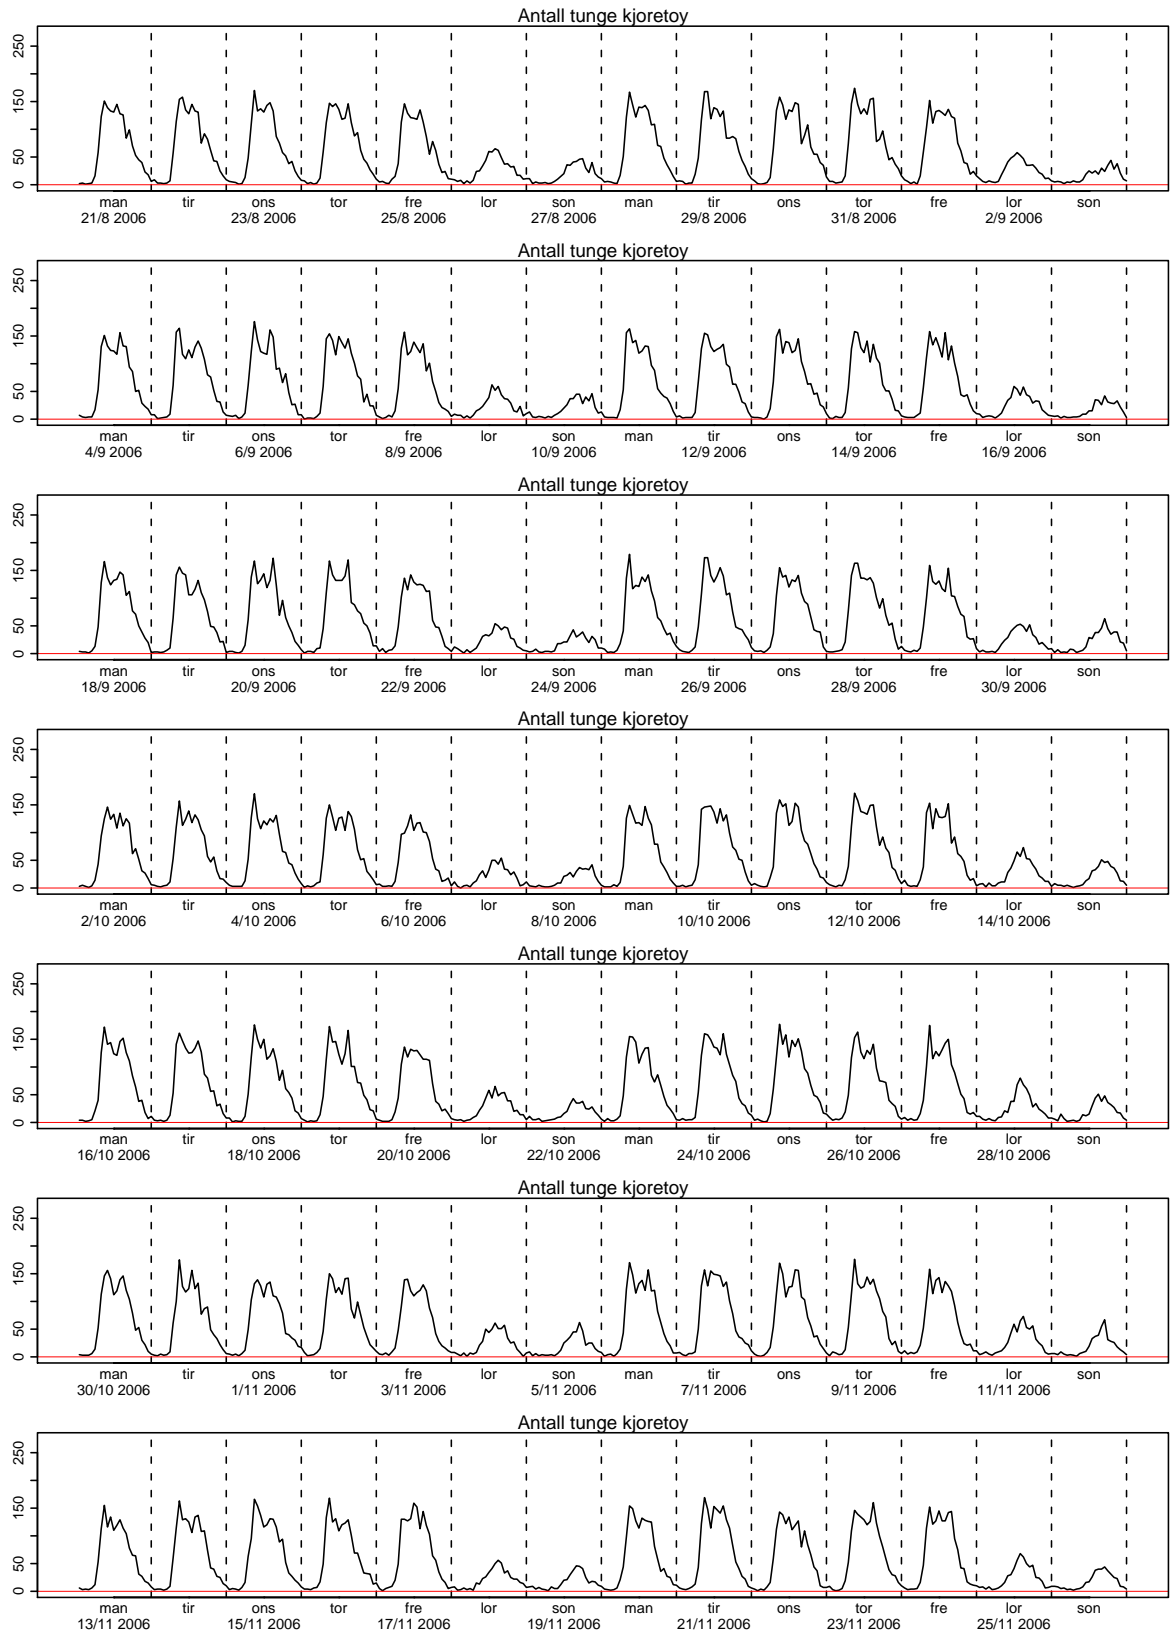 Antall tunge kjoretoy
250
150
50
0
man tir ons tor fre lor son man tir ons tor fre lor son
21/8 2006 23/8 2006 25/8 2006 27/8 2006 29/8 2006 31/8 2006 2/9 2006
Antall tunge kjoretoy
250
150
50
0
man tir ons tor fre lor son man tir ons tor fre lor son
4/9 2006 6/9 2006 8/9 2006 10/9 2006 12/9 2006 14/9 2006 16/9 2006
Antall tunge kjoretoy
250
150
50
0
man tir ons tor fre lor son man tir ons tor fre lor son
18/9 2006 20/9 2006 22/9 2006 24/9 2006 26/9 2006 28/9 2006 30/9 2006
Antall tunge kjoretoy
250
150
50
0
man tir ons tor fre lor son man tir ons tor fre lor son
2/10 2006 4/10 2006 6/10 2006 8/10 2006 10/10 2006 12/10 2006 14/10 2006
Antall tunge kjoretoy
250
150
50
0
man tir ons tor fre lor son man tir ons tor fre lor son
16/10 2006 18/10 2006 20/10 2006 22/10 2006 24/10 2006 26/10 2006 28/10 2006
Antall tunge kjoretoy
250
150
50
0
man tir ons tor fre lor son man tir ons tor fre lor son
30/10 2006 1/11 2006 3/11 2006 5/11 2006 7/11 2006 9/11 2006 11/11 2006
Antall tunge kjoretoy
250
150
50
0
man tir ons tor fre lor son man tir ons tor fre lor son
13/11 2006 15/11 2006 17/11 2006 19/11 2006 21/11 2006 23/11 2006 25/11 2006